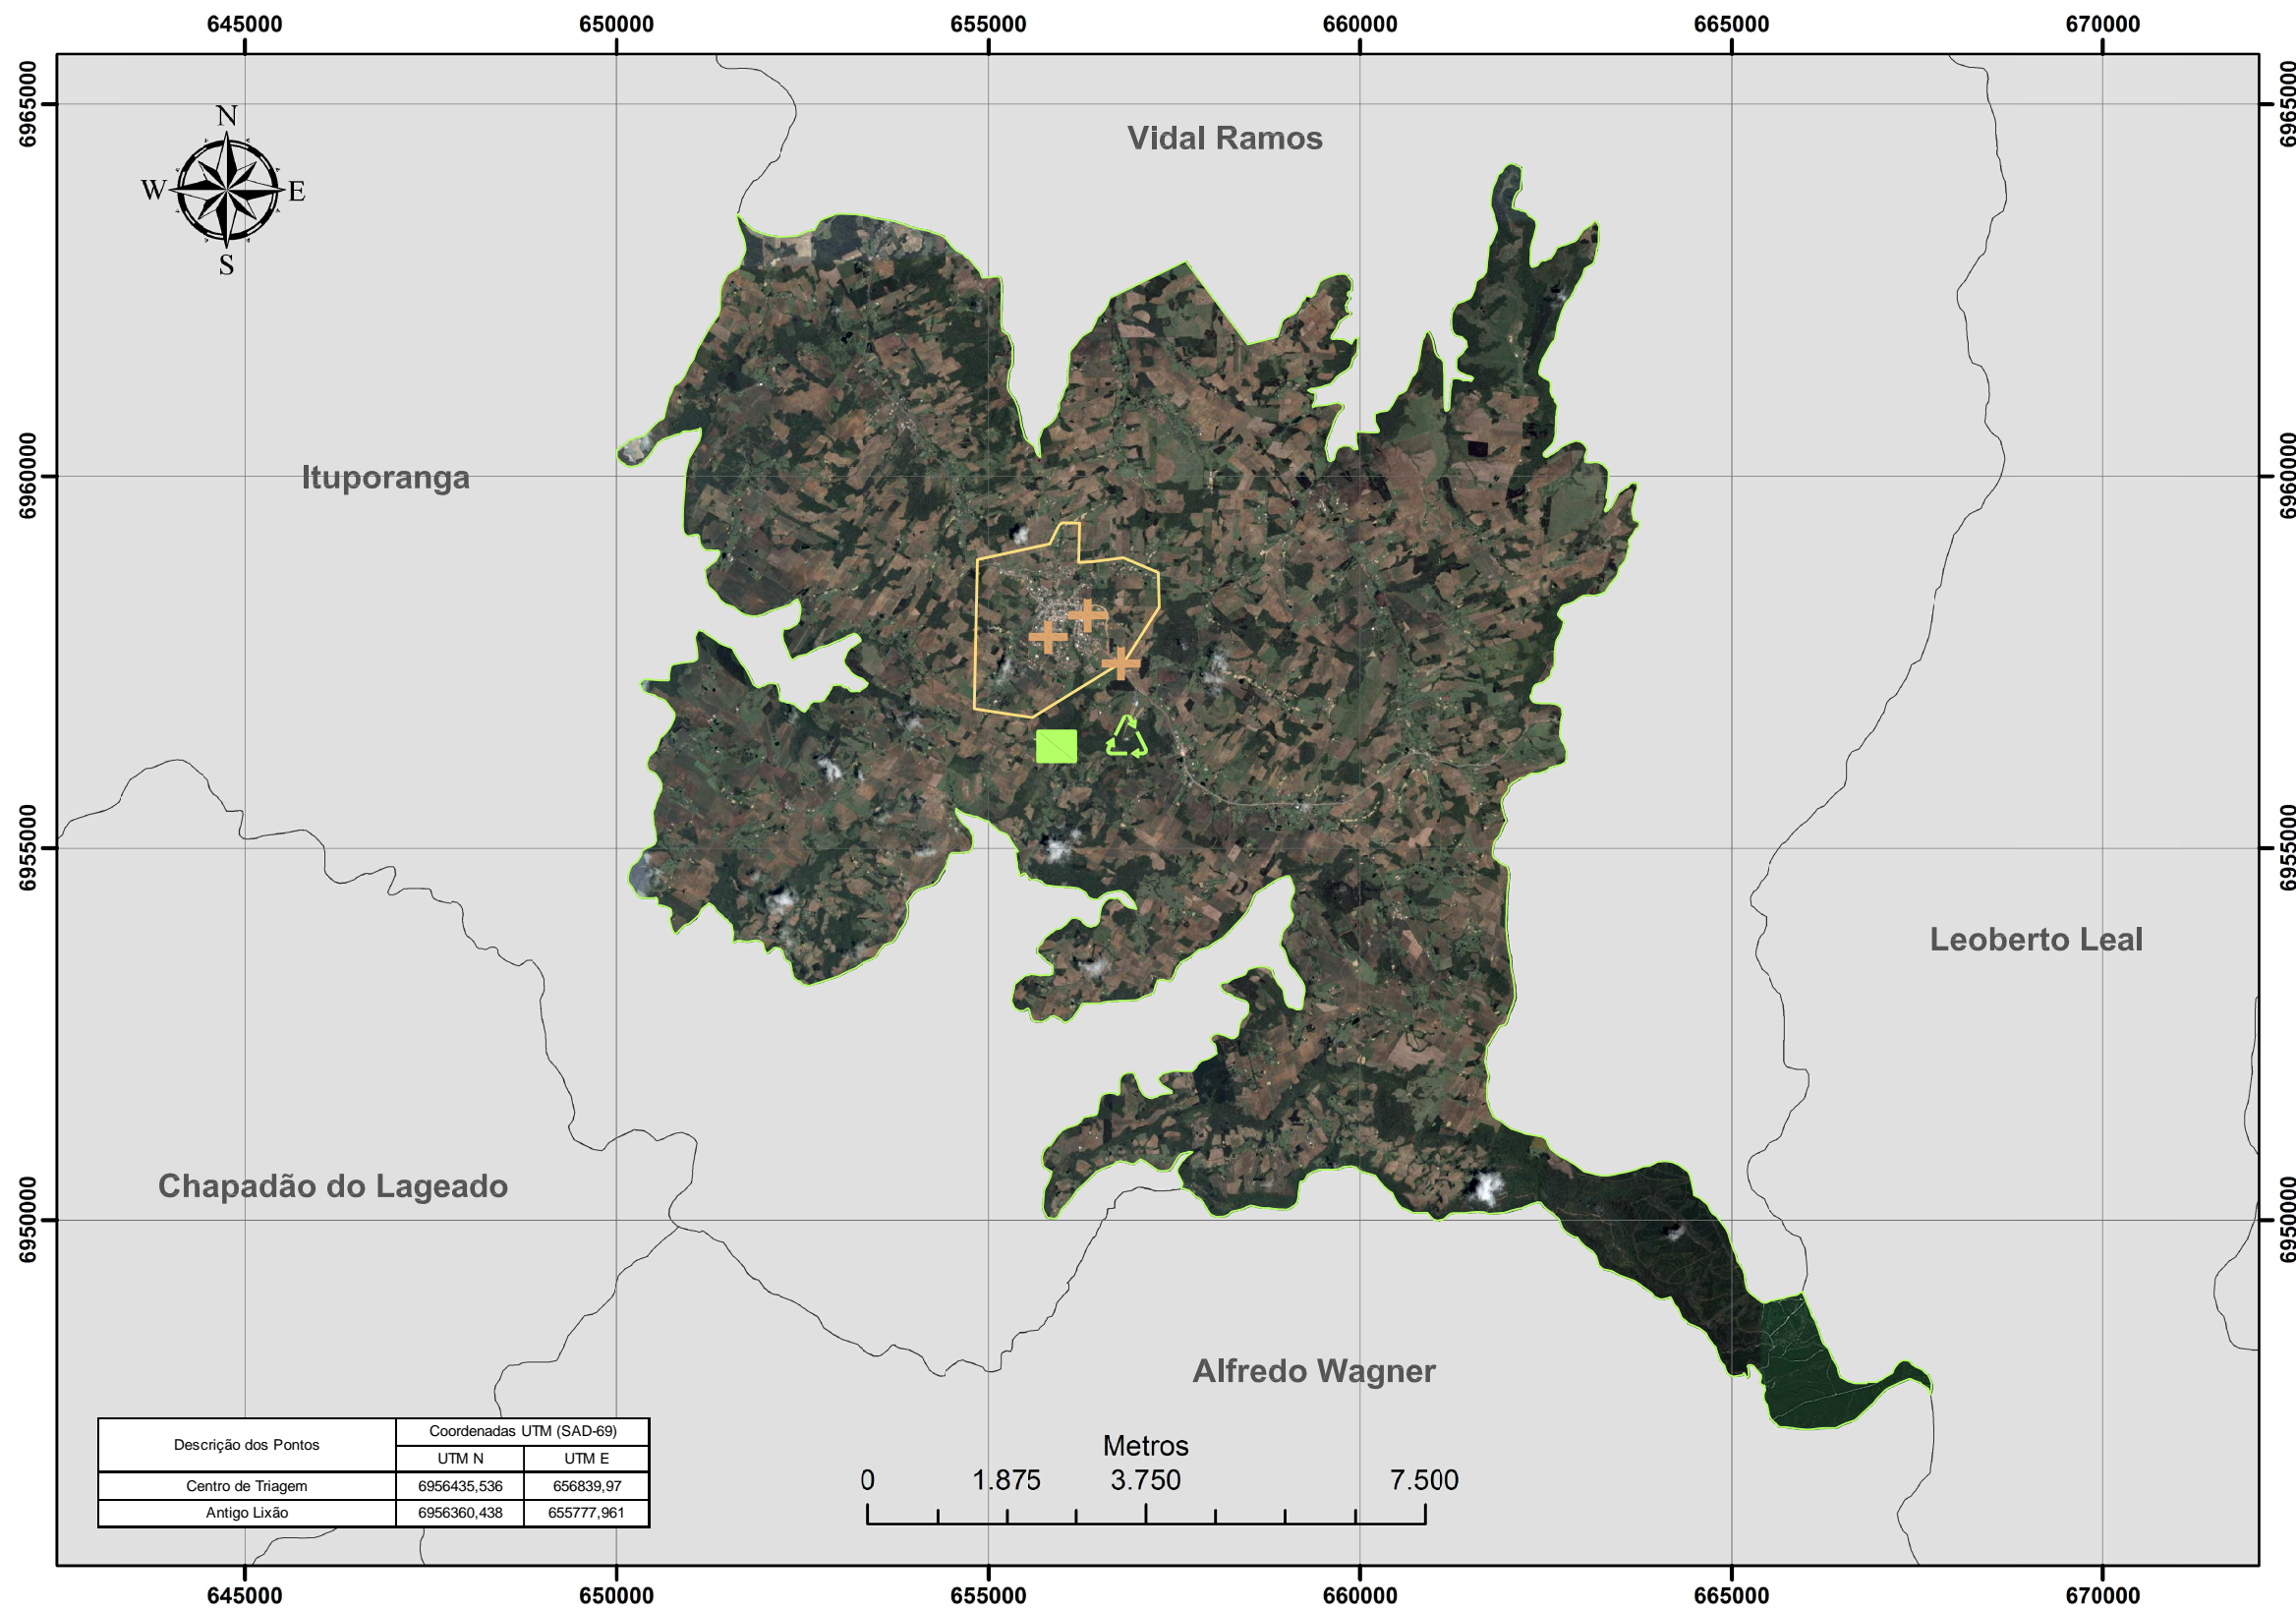 645000 650000 655000 660000 665000 670000
6965000 6965000
Vidal Ramos
N
W E
S
Ituporanga
6960000 6960000
6955000 6955000
Leoberto Leal
Chapadão do Lageado
6950000 6950000
Alfredo Wagner
Descrição dos Pontos Coordenadas UTM (SAD-69)
UTM N UTM E
Centro de Triagem 6956435,536 656839,97
Antigo Lixão 6956360,438 655777,961
Metros
0 1.875 3.750 7.500
645000 650000 655000 660000 665000 670000